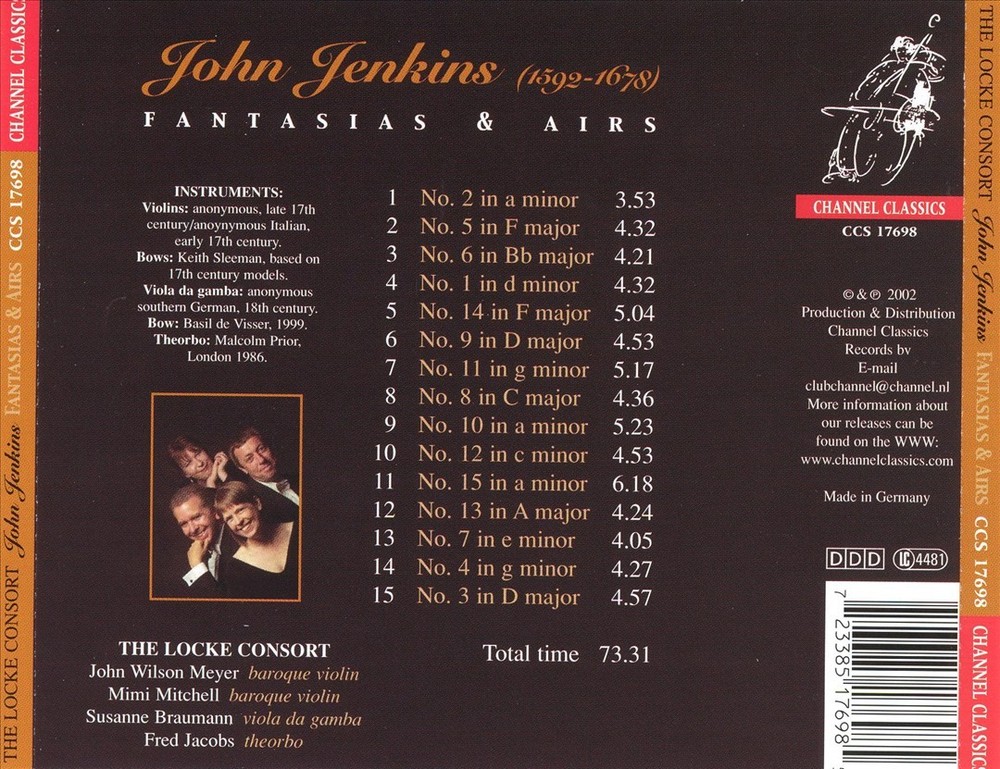 John Jenkins (1592-1678)
FANTASIAS & AIRS
INSTRUMENTS:
Violins: anonymous, late 17th
century/anoynymous Italian,
early 17th century.
Bows: Keith Sleeman, based on
17th century models.
Viola da gamba: anonymous
southern German, 18th century.
Bow: Basil de Visser, 1999.
Theorbo: Malcolm Prior,
London 1986.
1 No. 2 in a minor 3.53
2 No. 5 in F major 4.32
3 No. 6 in Bb major 4.21
4 No. 1 in d minor 4.32
5 No. 14 in F major 5.04
6 No. 9 in D major 4.53
7 No. 11 in g minor 5.17
8 No. 8 in C major 4.36
9 No. 10 in a minor 5.23
10 No. 12 in c minor 4.53
11 No. 15 in a minor 6.18
12 No. 13 in A major 4.24
13 No. 7 in e minor 4.05
14 No. 4 in g minor 4.27
15 No. 3 in D major 4.57
Total time 73.31
THE LOCKE CONSORT
John Wilson Meyer baroque violin
Mimi Mitchell baroque violin
Susanne Braumann viola da gamba
Fred Jacobs theorbo
CHANNEL CLASSICS
CCS 17698
© & ℗ 2002
Production & Distribution
Channel Classics
Records bv
E-mail
clubchannel@channel.nl
More information about
our releases can be
found on the WWW:
www.channelclassics.com
Made in Germany
DDD LC 4481
7 23385 17698
THE LOCKE CONSORT John Jenkins FANTASIAS & AIRS CCS 17698 CHANNEL CLASSICS
THE LOCKE CONSORT John Jenkins FANTASIAS & AIRS CCS 17698 CHANNEL CLASSICS